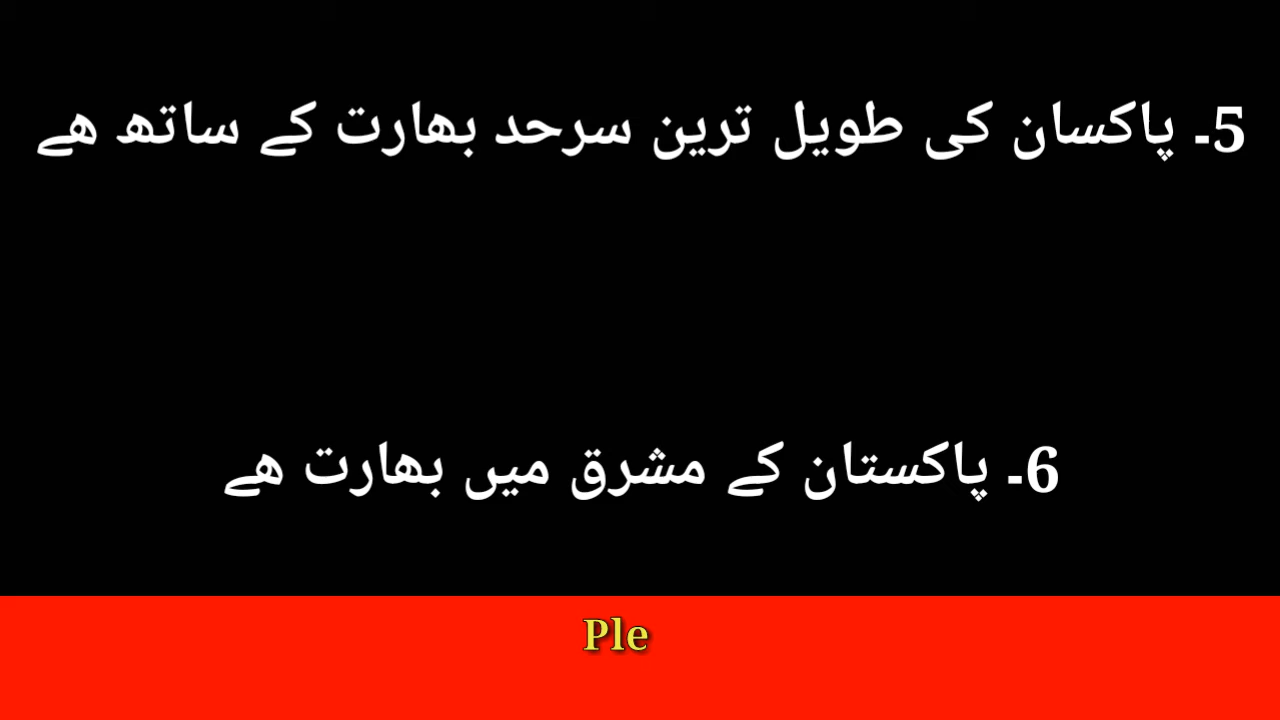 5۔ پاکسان کی طویل ترین سرحد بھارت کے ساتھ ھے
6۔ پاکستان کے مشرق میں بھارت ھے
Ple